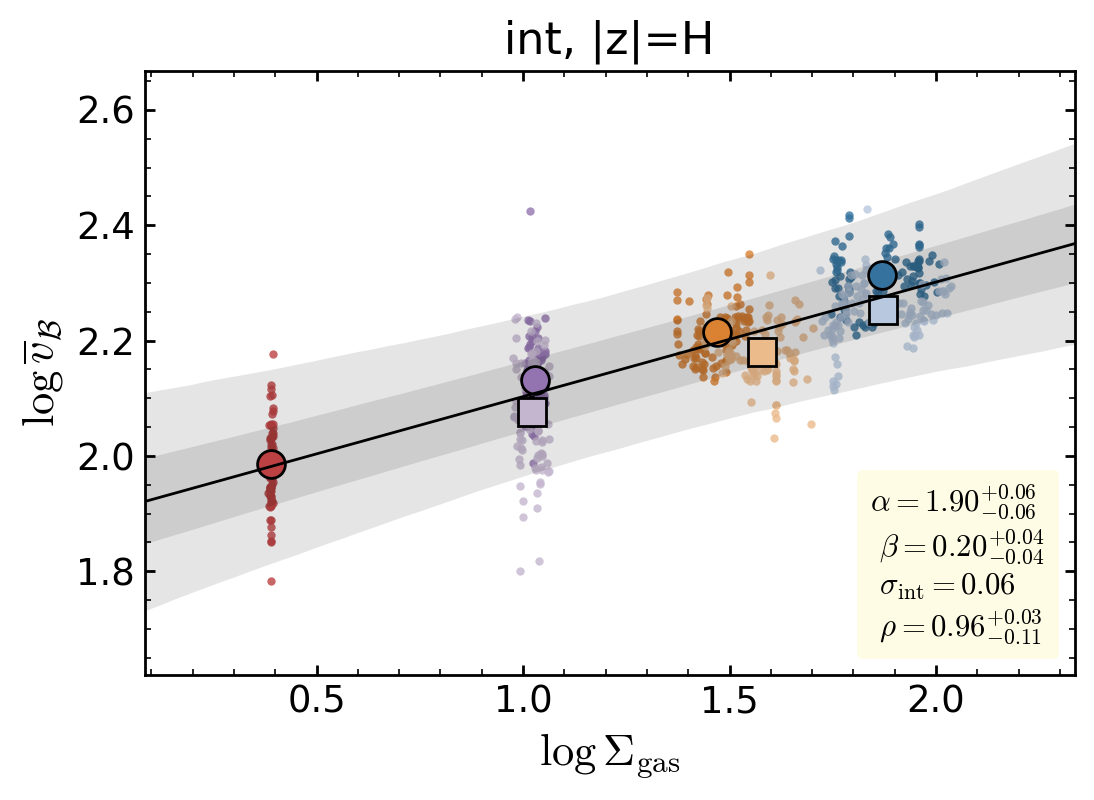 int, |z|=H
2.6
2.4
2.2
2.0
1.8
log v̅_ℬ
α = 1.90^{+0.06}_{-0.06}
β = 0.20^{+0.04}_{-0.04}
σ_int = 0.06
ρ = 0.96^{+0.03}_{-0.11}
0.5 1.0 1.5 2.0
log Σ_gas